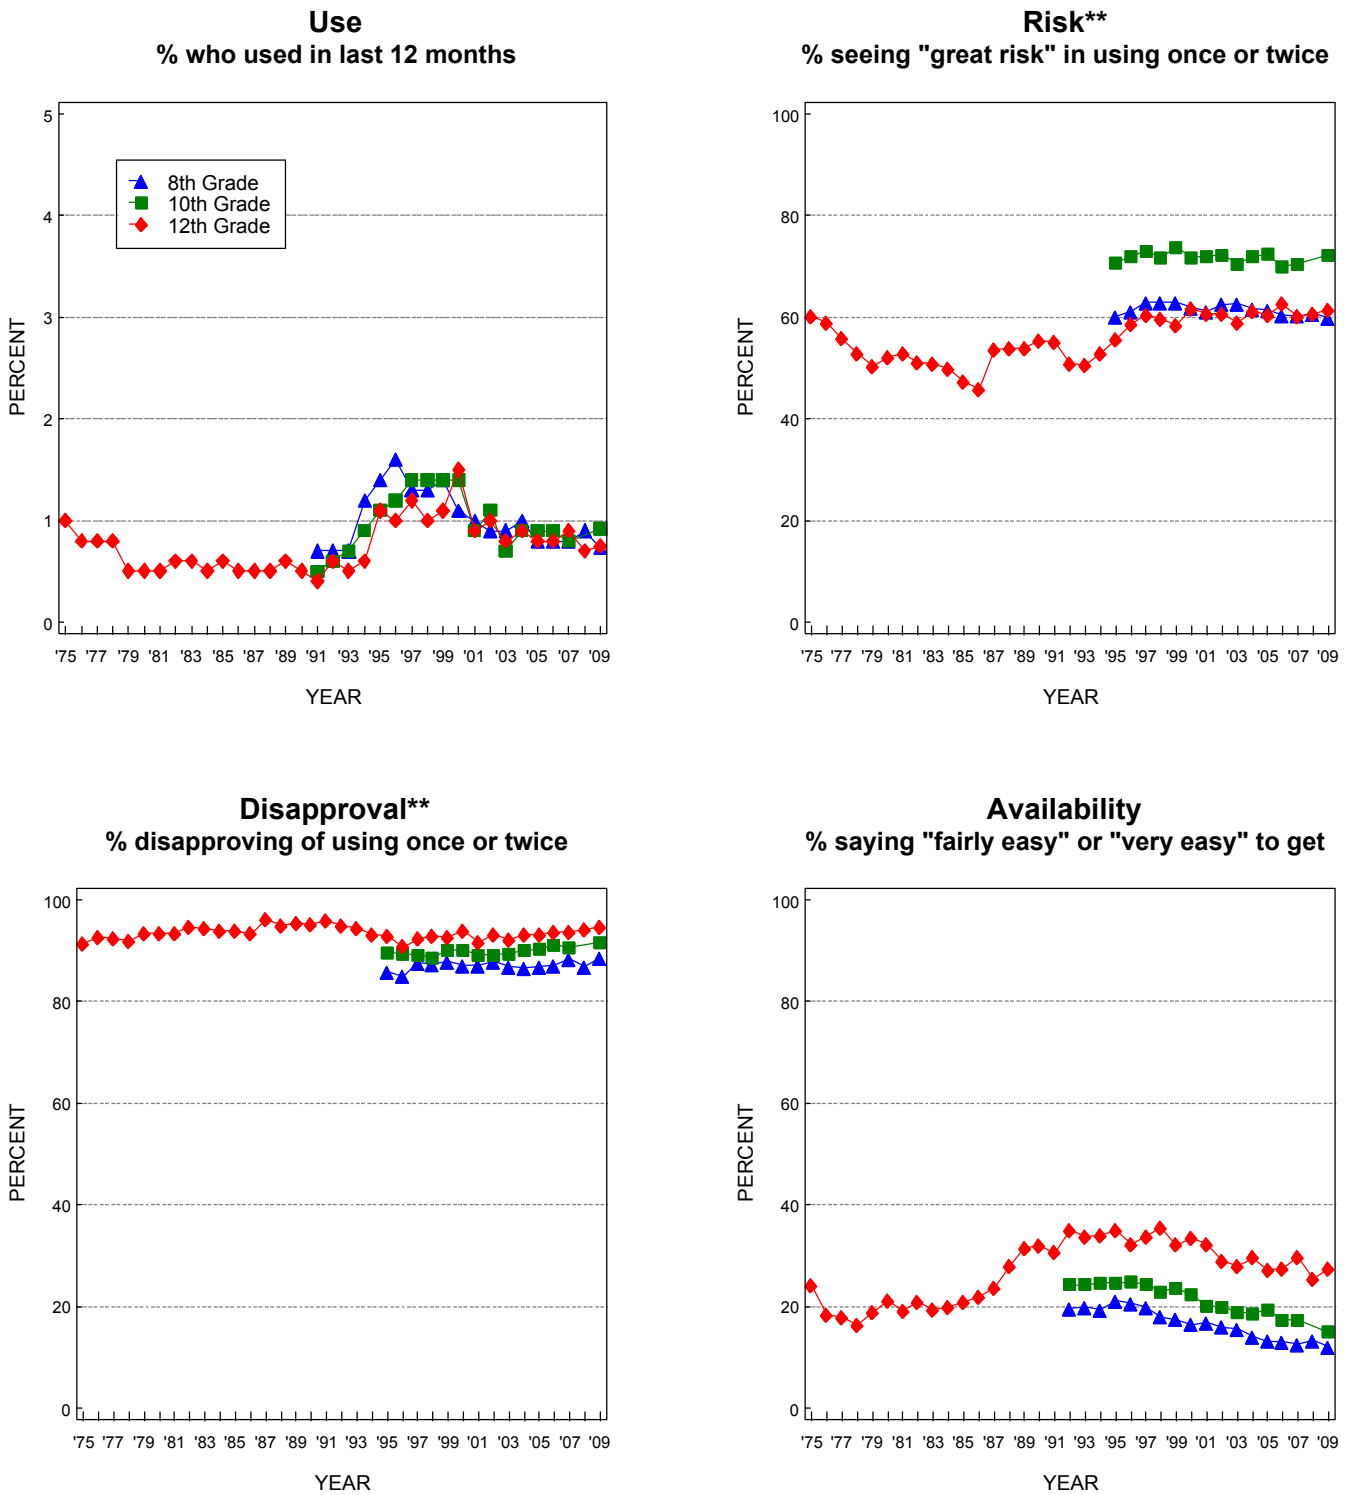 Use
% who used in last 12 months
5
4
3
2
1
0
PERCENT
8th Grade
10th Grade
12th Grade
'75 '77 '79 '81 '83 '85 '87 '89 '91 '93 '95 '97 '99 '01 '03 '05 '07 '09
YEAR
Risk**
% seeing "great risk" in using once or twice
100
80
60
40
20
0
PERCENT
'75 '77 '79 '81 '83 '85 '87 '89 '91 '93 '95 '97 '99 '01 '03 '05 '07 '09
YEAR
Disapproval**
% disapproving of using once or twice
100
80
60
40
20
0
PERCENT
'75 '77 '79 '81 '83 '85 '87 '89 '91 '93 '95 '97 '99 '01 '03 '05 '07 '09
YEAR
Availability
% saying "fairly easy" or "very easy" to get
100
80
60
40
20
0
PERCENT
'75 '77 '79 '81 '83 '85 '87 '89 '91 '93 '95 '97 '99 '01 '03 '05 '07 '09
YEAR